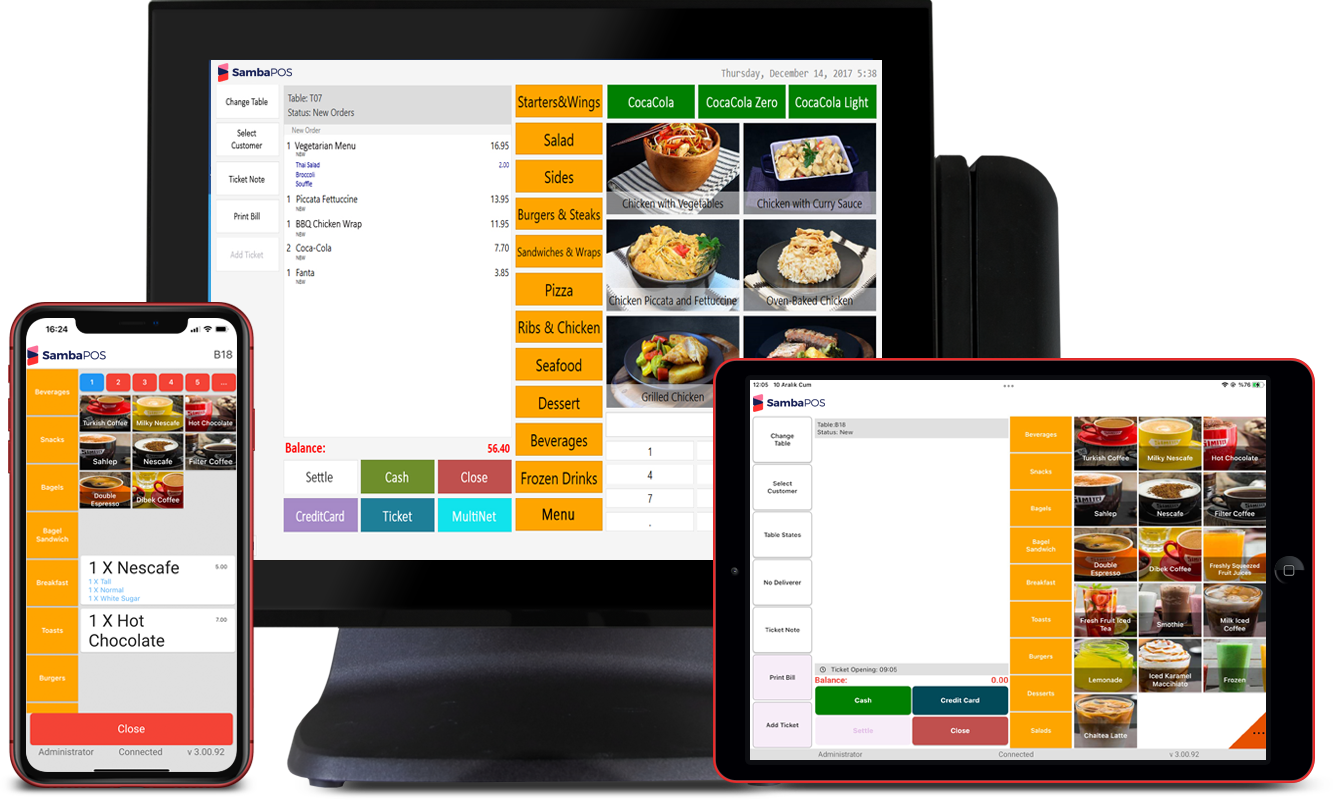 SambaPOS
Thursday, December 14, 2017 5:38
Change Table
Select
Customer
Ticket Note
Print Bill
Add Ticket
Table: T07
Status: New Orders
New Order
1 Vegetarian Menu 16.95
NEW
Thai Salad 2.00
Broccoli
Souffle
1 Piccata Fettuccine 13.95
NEW
1 BBQ Chicken Wrap 11.95
NEW
2 Coca-Cola 7.70
NEW
1 Fanta 3.85
NEW
Balance: 56.40
Settle
Cash
Close
CreditCard
Ticket
MultiNet
Starters&Wings
Salad
Sides
Burgers & Steaks
Sandwiches & Wraps
Pizza
Ribs & Chicken
Seafood
Dessert
Beverages
Frozen Drinks
Menu
CocaCola
CocaCola Zero
CocaCola Light
Chicken with Vegetables
Chicken with Curry Sauce
Chicken Piccata and Fettuccine
Oven-Baked Chicken
Grilled Chicken
1
4
7
.
16:24
SambaPOS
B18
Beverages
Snacks
Bagels
Bagel
Sandwich
Breakfast
Toasts
Burgers
1 2 3 4 5 ...
Turkish Coffee
Milky Nescafe
Hot Chocolate
Sahlep
Nescafe
Filter Coffee
Double
Espresso
Dibek Coffee
1 X Nescafe 5.00
1 X Tall
1 X Normal
1 X White Sugar
1 X Hot
Chocolate
7.00
Close
Administrator
Connected
v 3.00.92
12:05 10 Aralık Cum
%76
SambaPOS
Change
Table
Select
Customer
Table States
No Deliverer
Ticket Note
Print Bill
Add Ticket
Table:B18
Status: New
Ticket Opening: 09:05
Balance: 0.00
Cash
Credit Card
Settle
Close
Beverages
Snacks
Bagels
Bagel
Sandwich
Breakfast
Toasts
Burgers
Desserts
Salads
Turkish Coffee
Milky Nescafe
Hot Chocolate
Sahlep
Nescafe
Filter Coffee
Double
Espresso
Dibek Coffee
Freshly Squeezed
Fruit Juices
Fresh Fruit Iced
Tea
Smothie
Milk Iced
Coffee
Lemonade
Iced Karamel
Macchiato
Frozen
Chaitea Latte
...
Administrator
Connected
v 3.00.92